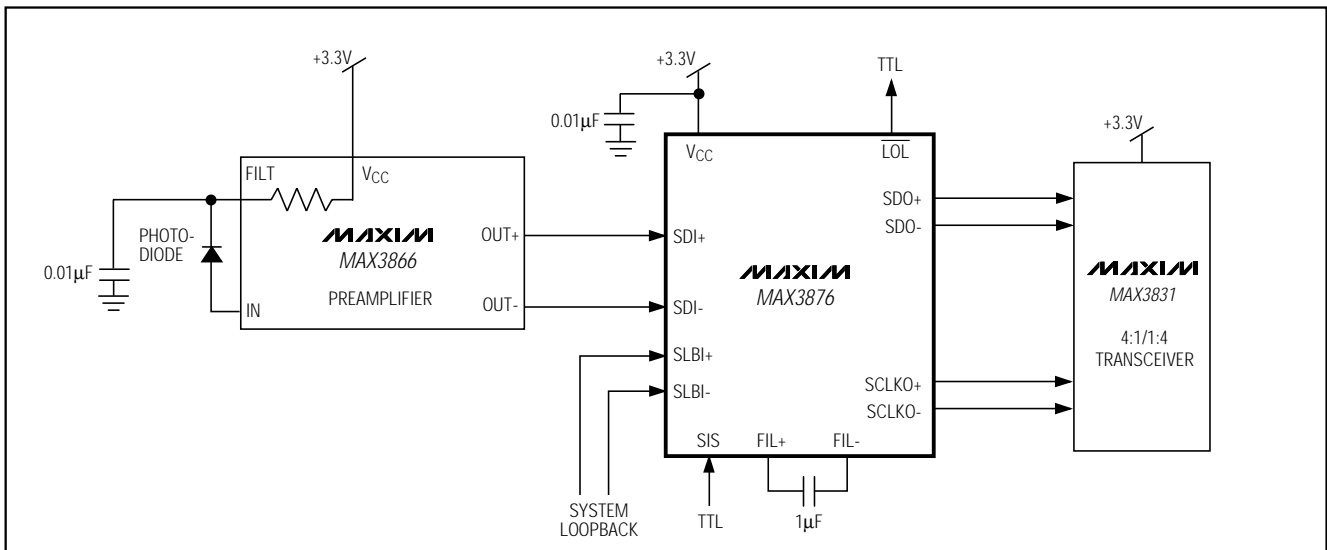 +3.3V
+3.3V
TTL
+3.3V
0.01µF
FILT
VCC
VCC
LOL
SDO+
SDO-
PHOTO-
DIODE
MAXIM
MAX3866
PREAMPLIFIER
OUT+
OUT-
0.01µF
IN
SDI+
SDI-
SLBI+
SLBI-
MAXIM
MAX3876
SCLKO+
SCLKO-
MAXIM
MAX3831
4:1/1:4
TRANSCEIVER
SIS
FIL+
FIL-
SYSTEM
LOOPBACK
TTL
1µF